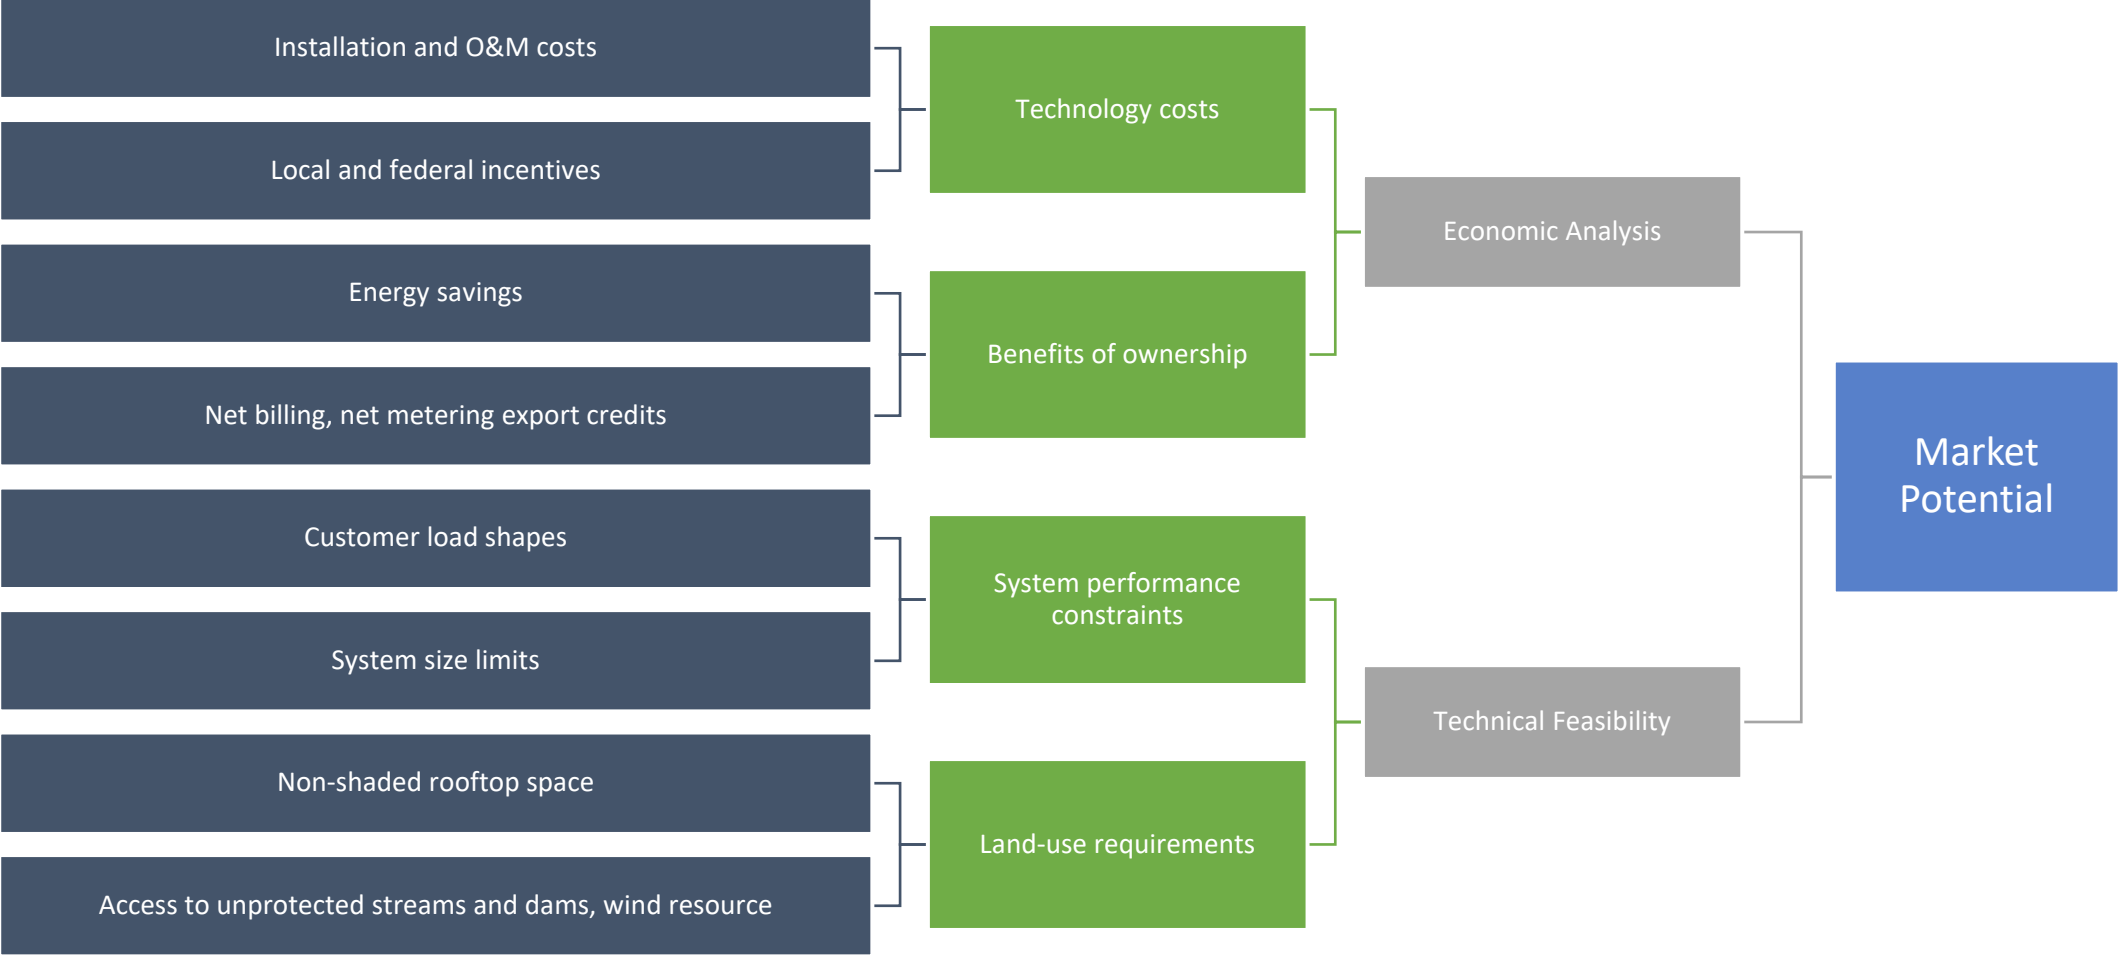 Installation and O&M costs
Local and federal incentives
Energy savings
Net billing, net metering export credits
Customer load shapes
System size limits
Non-shaded rooftop space
Access to unprotected streams and dams, wind resource
Technology costs
Benefits of ownership
System performance
constraints
Land-use requirements
Economic Analysis
Technical Feasibility
Market
Potential